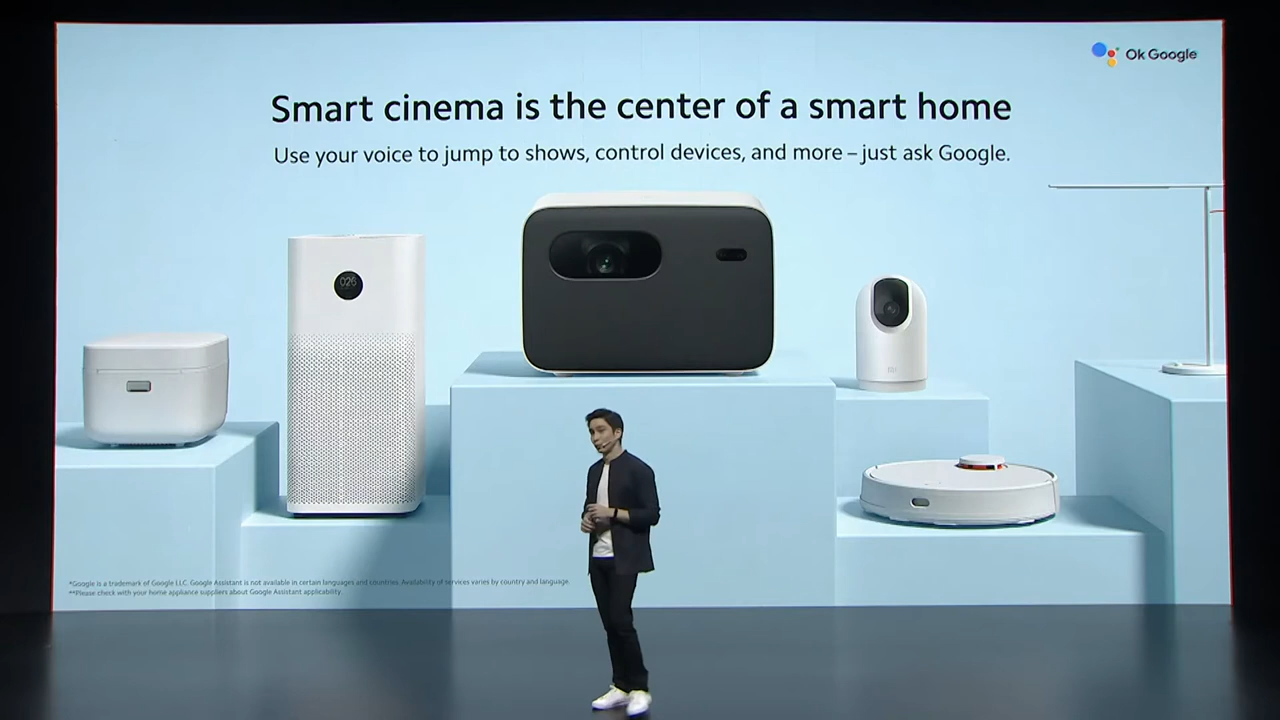 Ok Google
Smart cinema is the center of a smart home
Use your voice to jump to shows, control devices, and more – just ask Google.
026
*Google is a trademark of Google LLC. Google Assistant is not available in certain languages and countries. Availability of services varies by country and language.
**Please check with your home appliance suppliers about Google Assistant applicability.